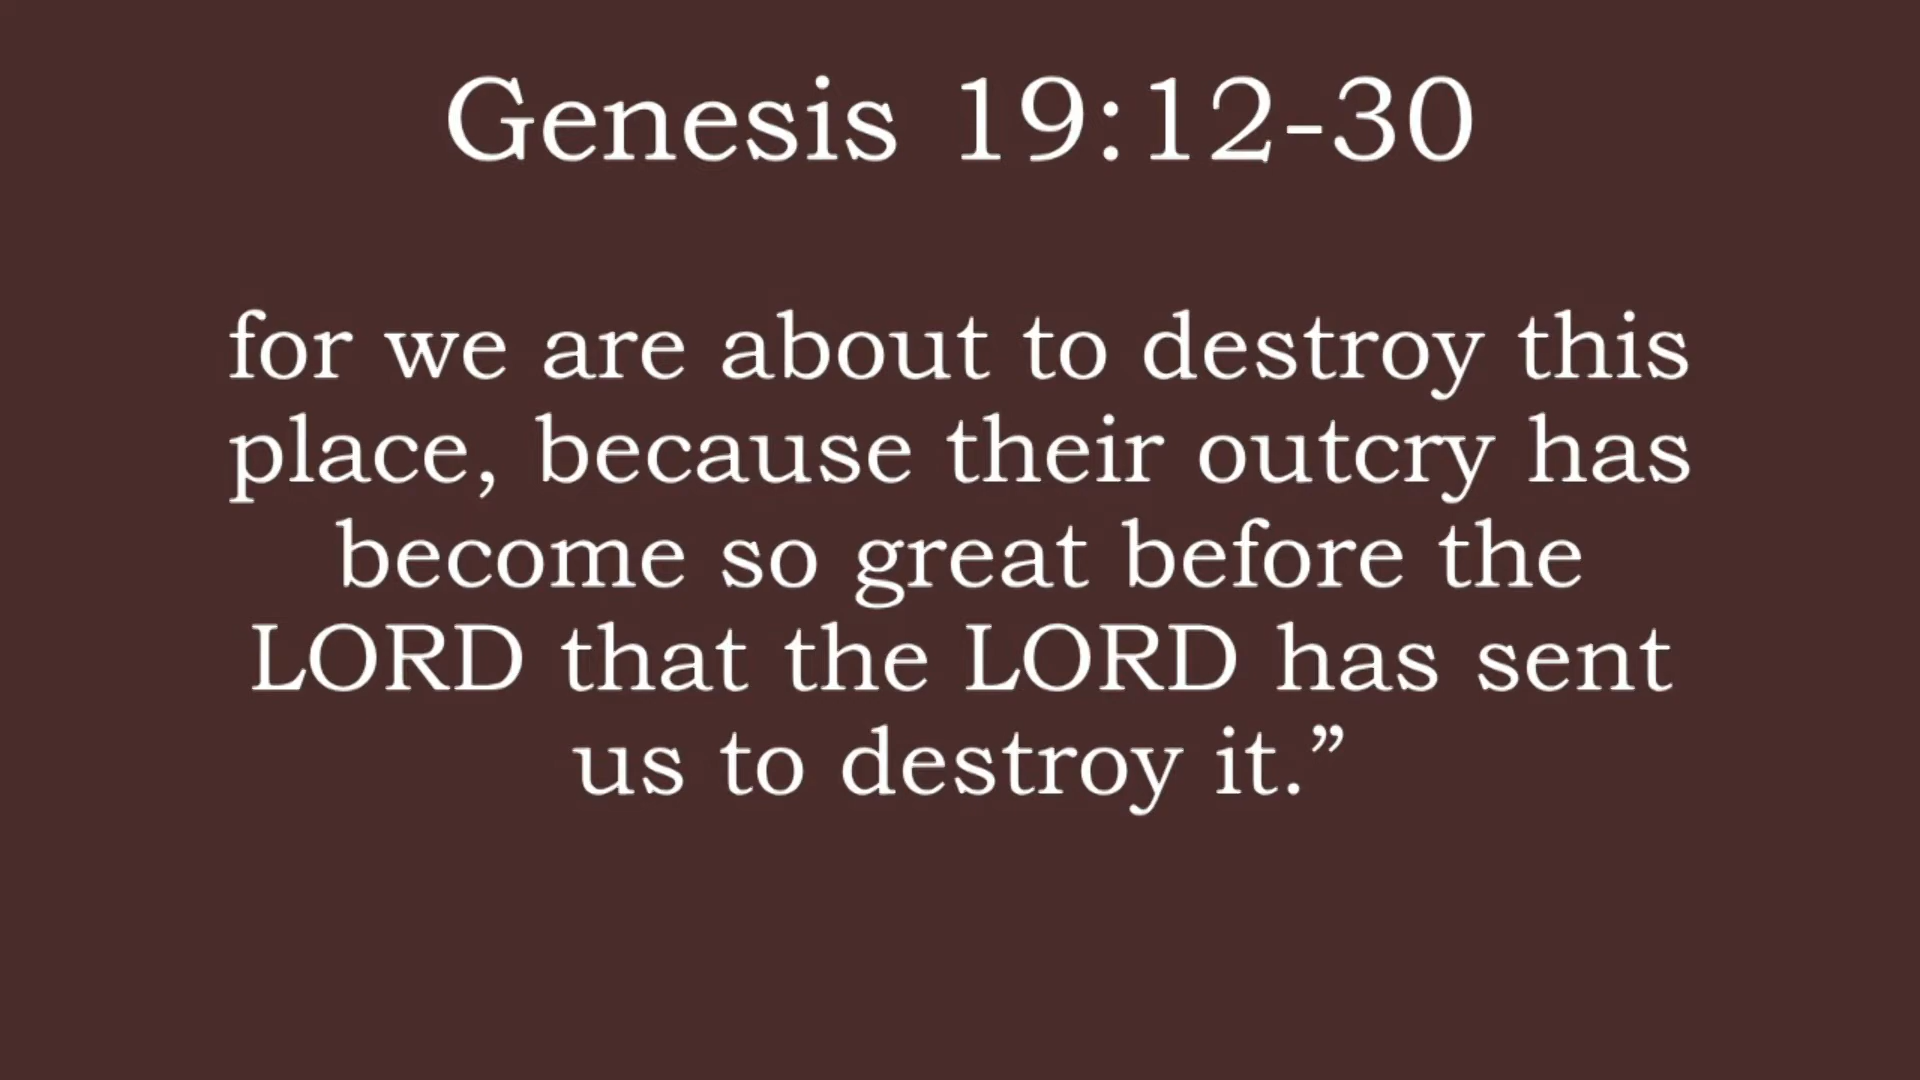 Genesis 19:12-30
for we are about to destroy this
place, because their outcry has
become so great before the
LORD that the LORD has sent
us to destroy it.”